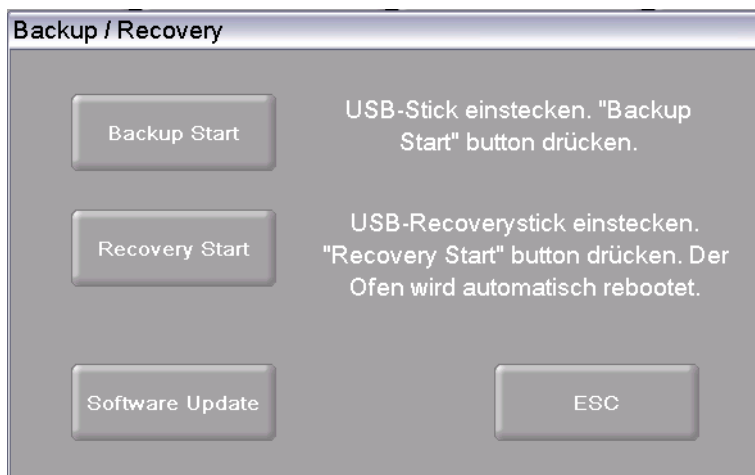 Backup / Recovery
Backup Start
USB-Stick einstecken. "Backup
Start" button drücken.
Recovery Start
USB-Recoverystick einstecken.
"Recovery Start" button drücken. Der
Ofen wird automatisch rebootet.
Software Update
ESC